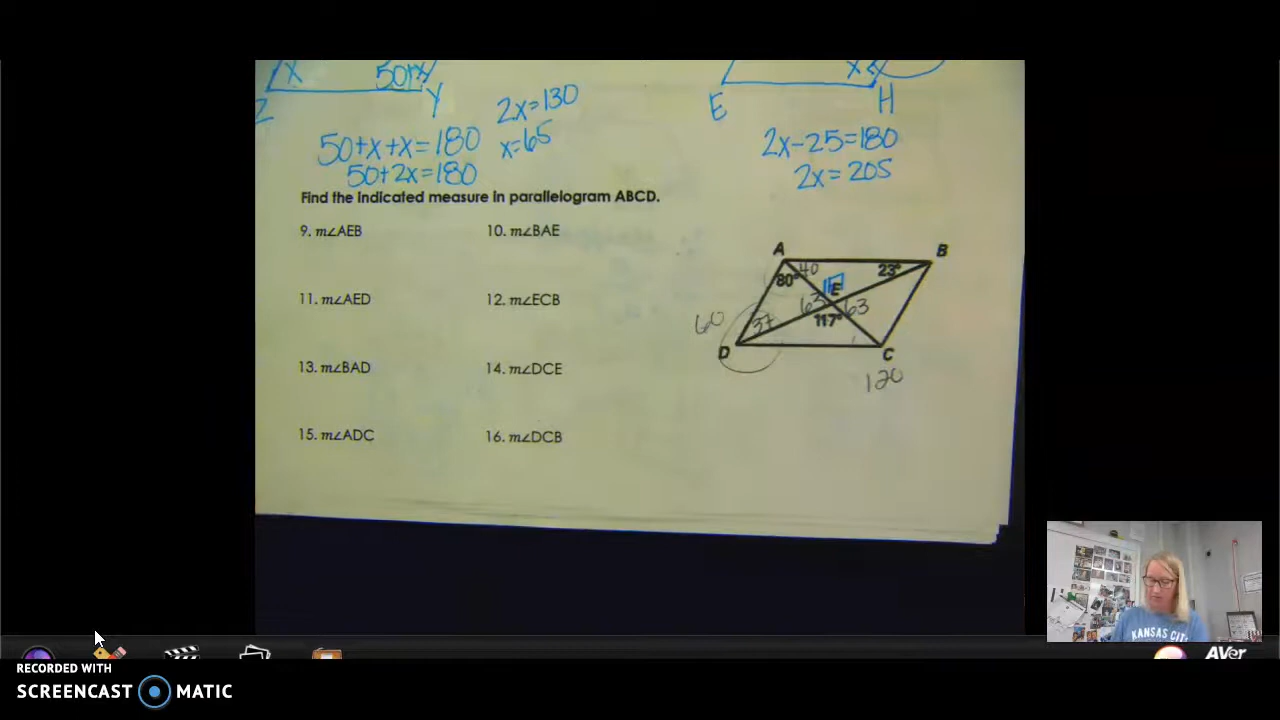 x
50+x
Z
Y
2x=130
x=65
50+x+x=180
50+2x=180
x
E
H
2x-25=180
2x=205
Find the indicated measure in parallelogram ABCD.
9. m∠AEB
10. m∠BAE
11. m∠AED
12. m∠ECB
13. m∠BAD
14. m∠DCE
15. m∠ADC
16. m∠DCB
A
B
40
80°
23°
E
63
63
117°
60
37
D
C
120
KANSAS CITY
AVer
RECORDED WITH
SCREENCAST MATIC